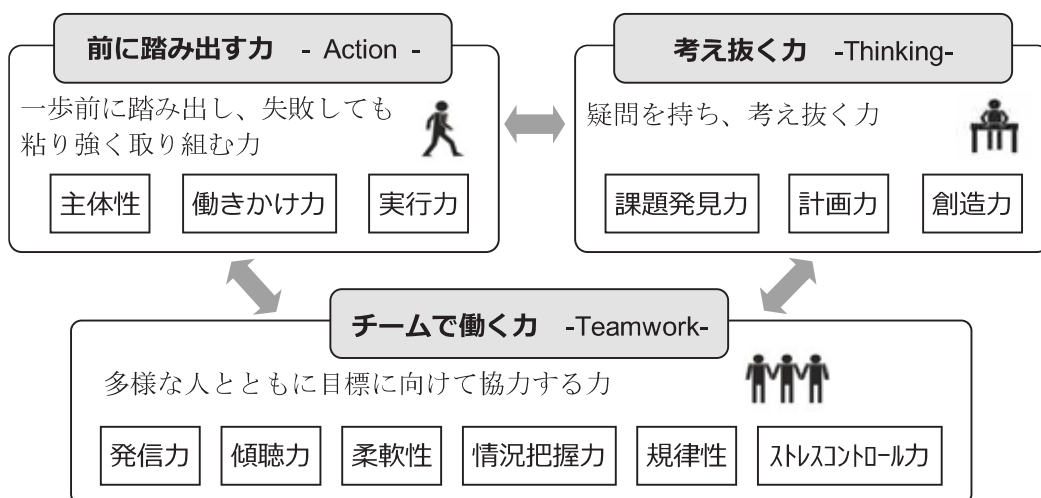 前に踏み出す力 - Action -
一歩前に踏み出し、失敗しても
粘り強く取り組む力
主体性
働きかけ力
実行力
考え抜く力 -Thinking-
疑問を持ち、考え抜く力
課題発見力
計画力
創造力
チームで働く力 -Teamwork-
多様な人とともに目標に向けて協力する力
発信力
傾聴力
柔軟性
情況把握力
規律性
ｽﾄﾚｽｺﾝﾄﾛｰﾙ力